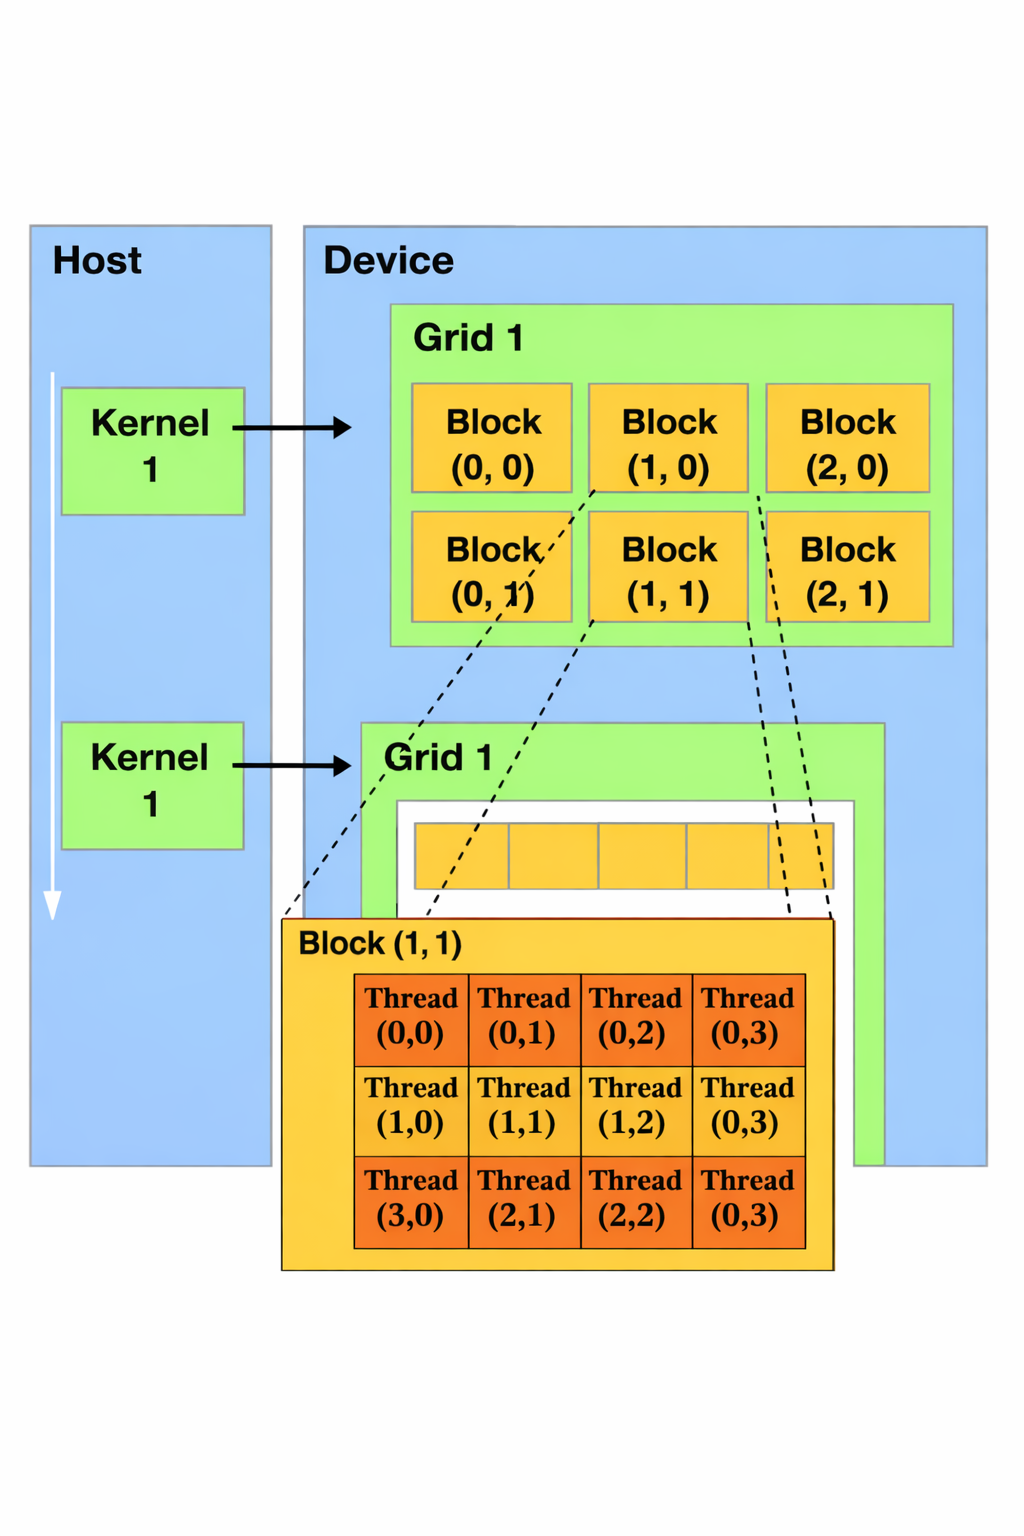 Host
Device
Grid 1
Kernel
1
Block
(0, 0)
Block
(1, 0)
Block
(2, 0)
Block
(0, 1)
Block
(1, 1)
Block
(2, 1)
Kernel
1
Grid 1
Block (1, 1)
Thread
(0,0)
Thread
(0,1)
Thread
(0,2)
Thread
(0,3)
Thread
(1,0)
Thread
(1,1)
Thread
(1,2)
Thread
(0,3)
Thread
(3,0)
Thread
(2,1)
Thread
(2,2)
Thread
(0,3)